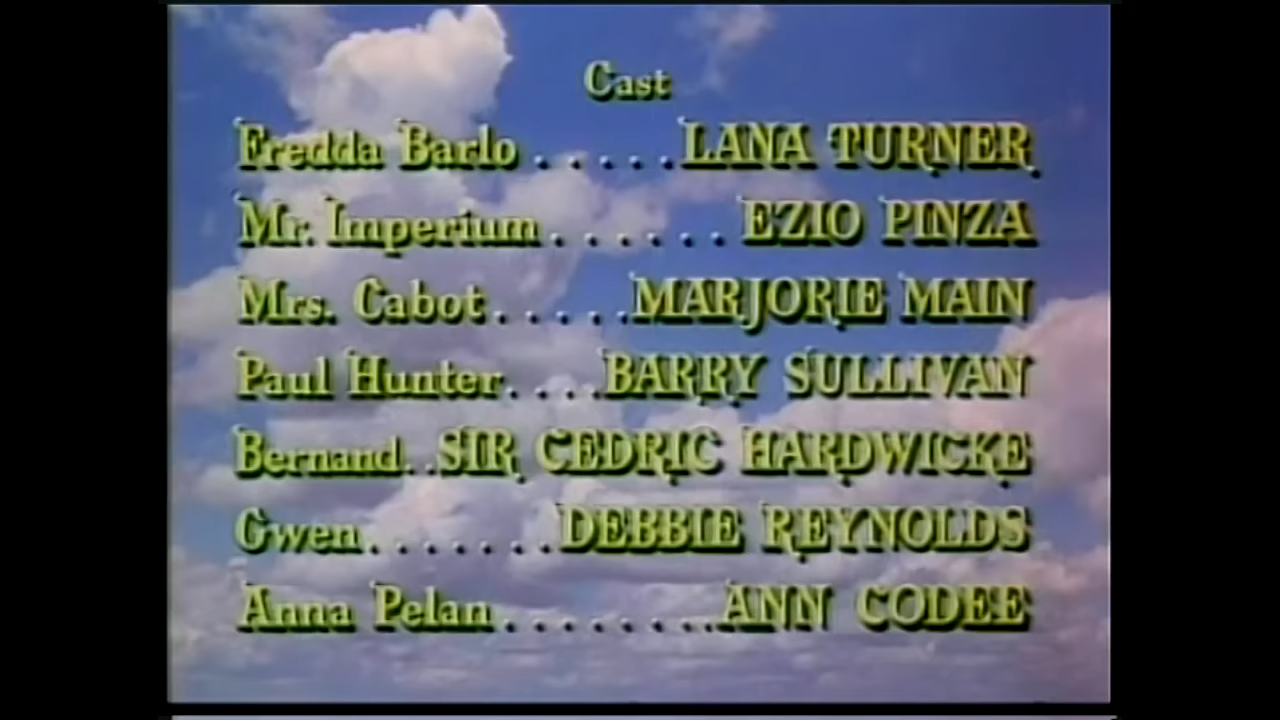 Cast
Fredda Barlo . . . . . LANA TURNER
Mr. Imperium . . . . . . EZIO PINZA
Mrs. Cabot . . . . . MARJORIE MAIN
Paul Hunter . . . . BARRY SULLIVAN
Bernand . . SIR CEDRIC HARDWICKE
Gwen . . . . . . . DEBBIE REYNOLDS
Anna Pelan . . . . . . . . ANN CODEE